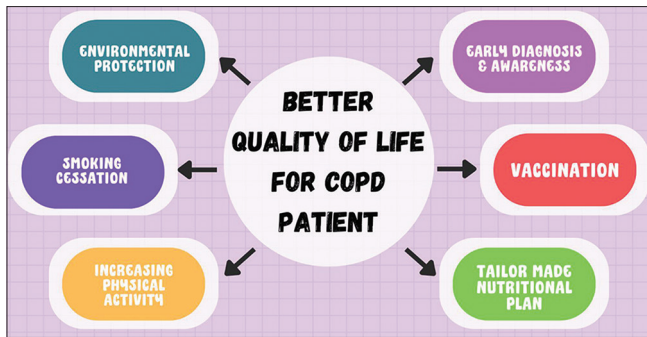 ENVIRONMENTAL
PROTECTION
EARLY DIAGNOSIS
& AWARENESS
BETTER
QUALITY OF LIFE
FOR COPD
PATIENT
SMOKING
CESSATION
VACCINATION
INCREASING
PHYSICAL
ACTIVITY
TAILOR MADE
NUTRITIONAL
PLAN